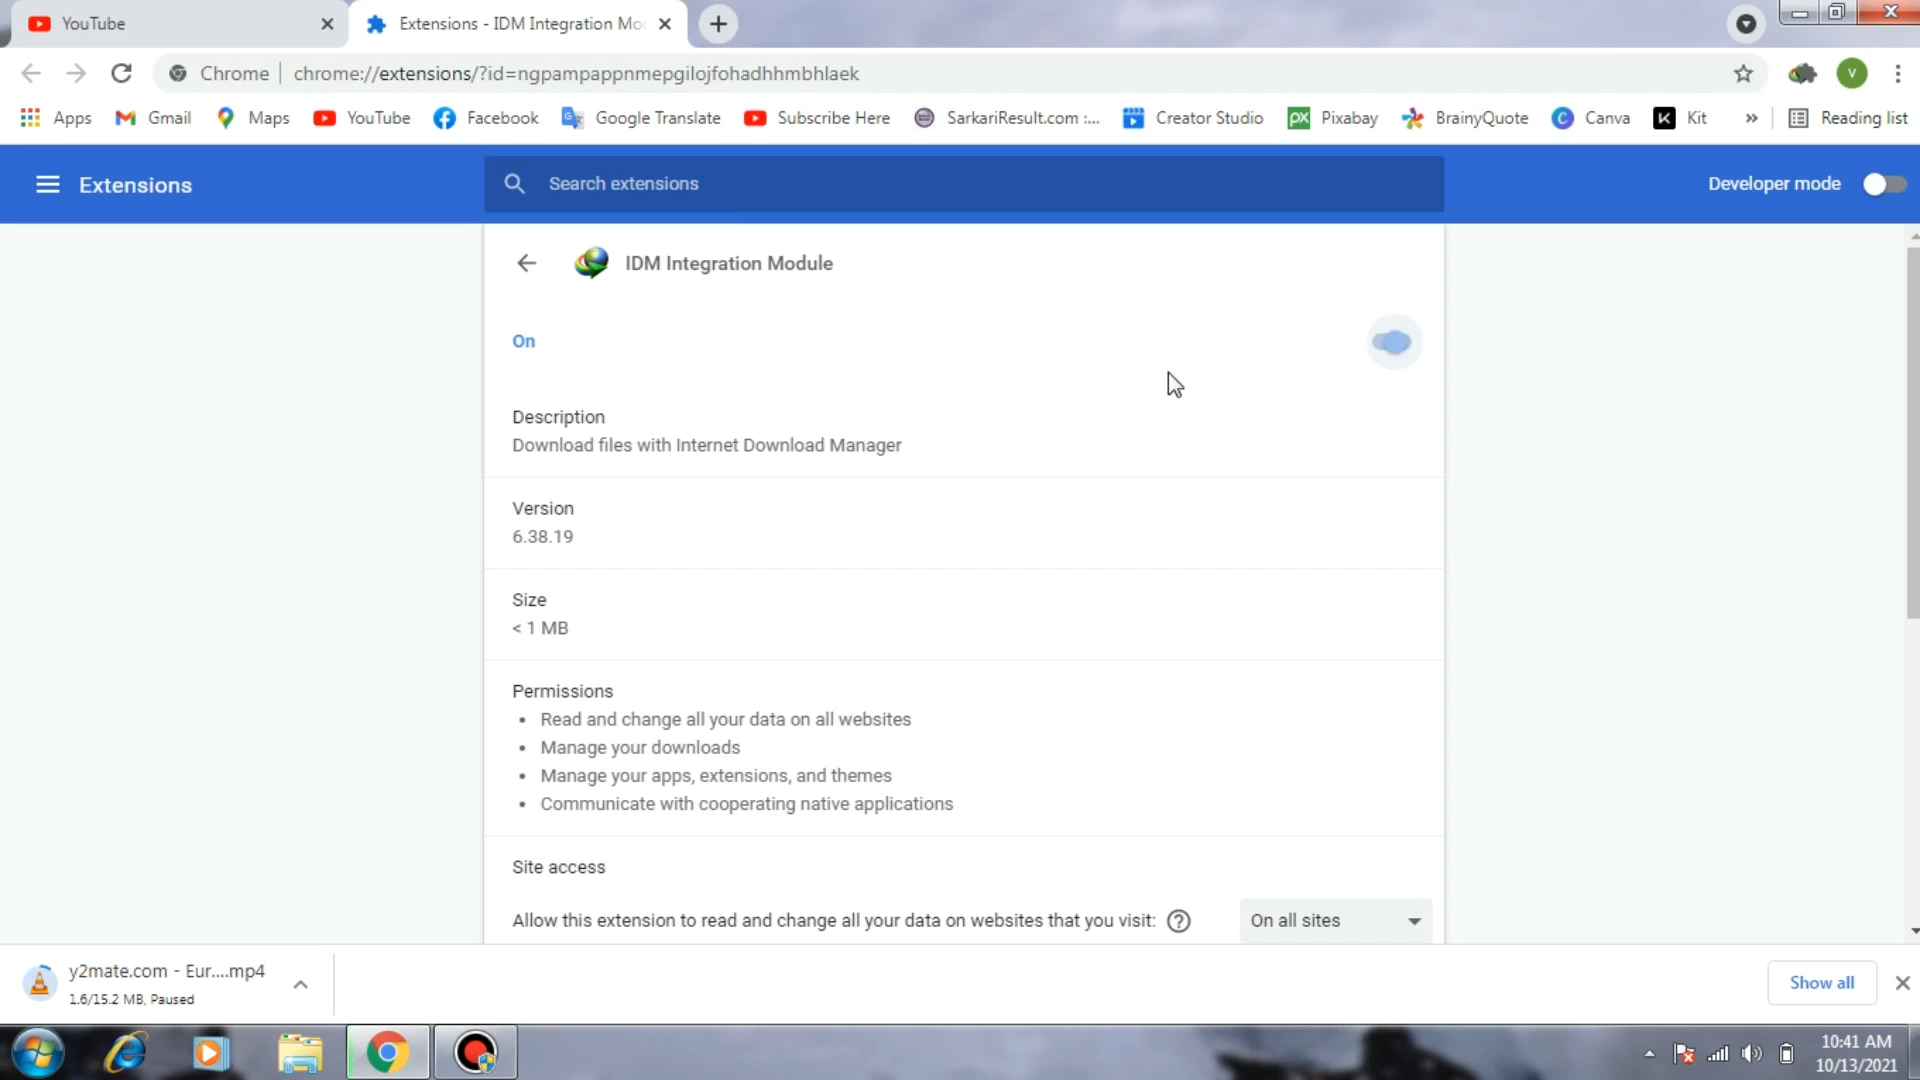 YouTube
Extensions - IDM Integration Mo
Chrome | chrome://extensions/?id=ngpampappnmepgilojfohadhhmbhlaek
V
Apps Gmail Maps YouTube Facebook Google Translate Subscribe Here SarkariResult.com :... Creator Studio Pixabay BrainyQuote Canva Kit » Reading list
Extensions
Search extensions
Developer mode
IDM Integration Module
On
Description
Download files with Internet Download Manager
Version
6.38.19
Size
< 1 MB
Permissions
• Read and change all your data on all websites
• Manage your downloads
• Manage your apps, extensions, and themes
• Communicate with cooperating native applications
Site access
Allow this extension to read and change all your data on websites that you visit: ? On all sites
y2mate.com - Eur....mp4
1.6/15.2 MB, Paused
Show all
10:41 AM
10/13/2021